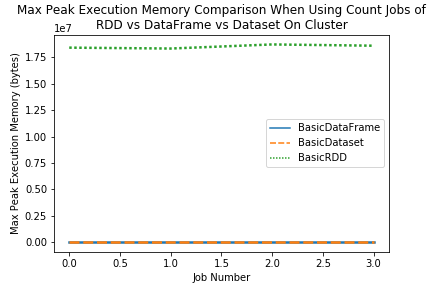 Max Peak Execution Memory Comparison When Using Count Jobs of
RDD vs DataFrame vs Dataset On Cluster
1e7
1.75
1.50
1.25
1.00
0.75
0.50
0.25
0.00
Max Peak Execution Memory (bytes)
BasicDataFrame
BasicDataset
BasicRDD
0.0 0.5 1.0 1.5 2.0 2.5 3.0
Job Number